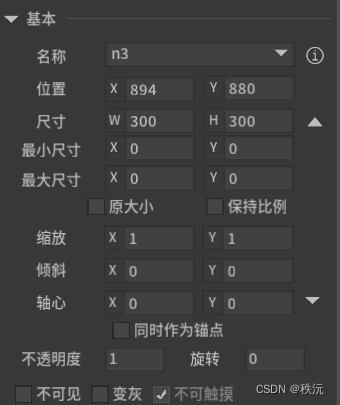 基本
名称 n3
位置 X 894 Y 880
尺寸 W 300 H 300
最小尺寸 X 0 Y 0
最大尺寸 X 0 Y 0
原大小 保持比例
缩放 X 1 Y 1
倾斜 X 0 Y 0
轴心 X 0 Y 0
同时作为锚点
不透明度 1 旋转 0
不可见 变灰 不可触摸
CSDN @秩沅